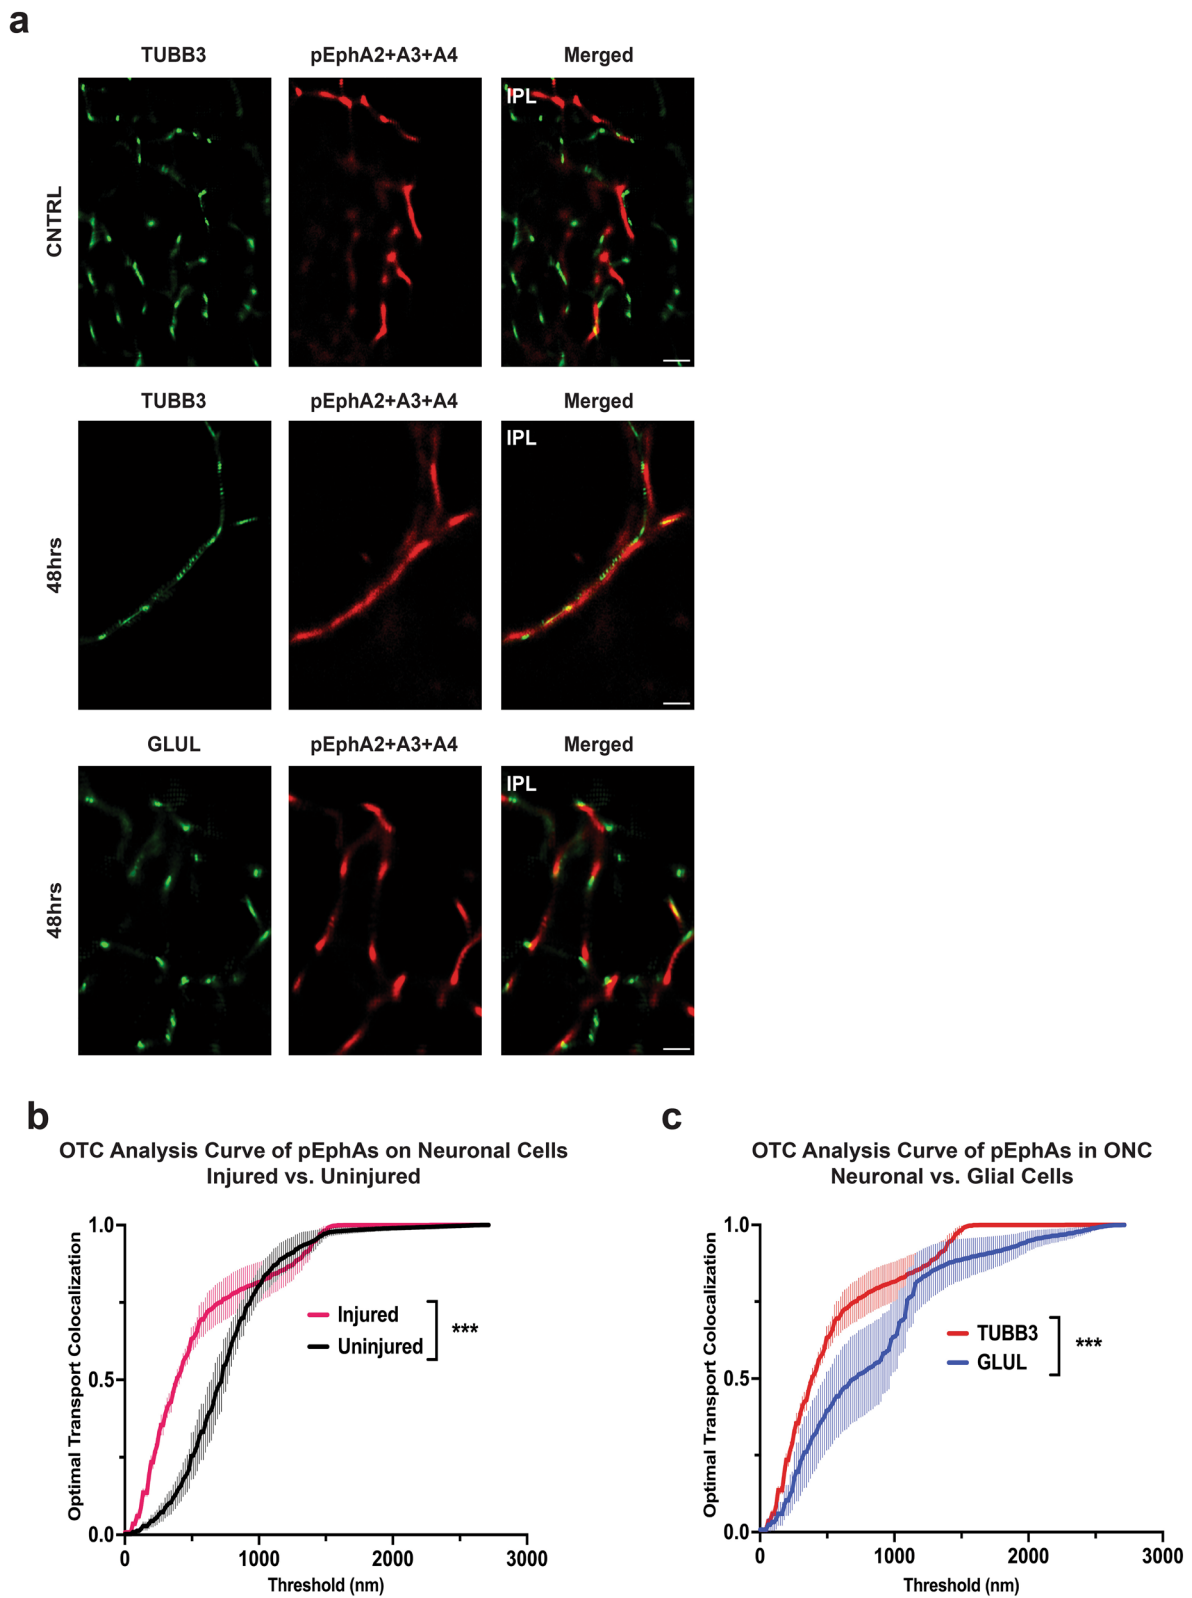 a
TUBB3 pEphA2+A3+A4 Merged
CNTRL
IPL
TUBB3 pEphA2+A3+A4 Merged
48hrs
IPL
GLUL pEphA2+A3+A4 Merged
48hrs
IPL
b
OTC Analysis Curve of pEphAs on Neuronal Cells
Injured vs. Uninjured
Optimal Transport Colocalization
1.0
0.5
0.0
Injured
Uninjured
***
0 1000 2000 3000
Threshold (nm)
c
OTC Analysis Curve of pEphAs in ONC
Neuronal vs. Glial Cells
Optimal Transport Colocalization
1.0
0.5
0.0
TUBB3
GLUL
***
0 1000 2000 3000
Threshold (nm)